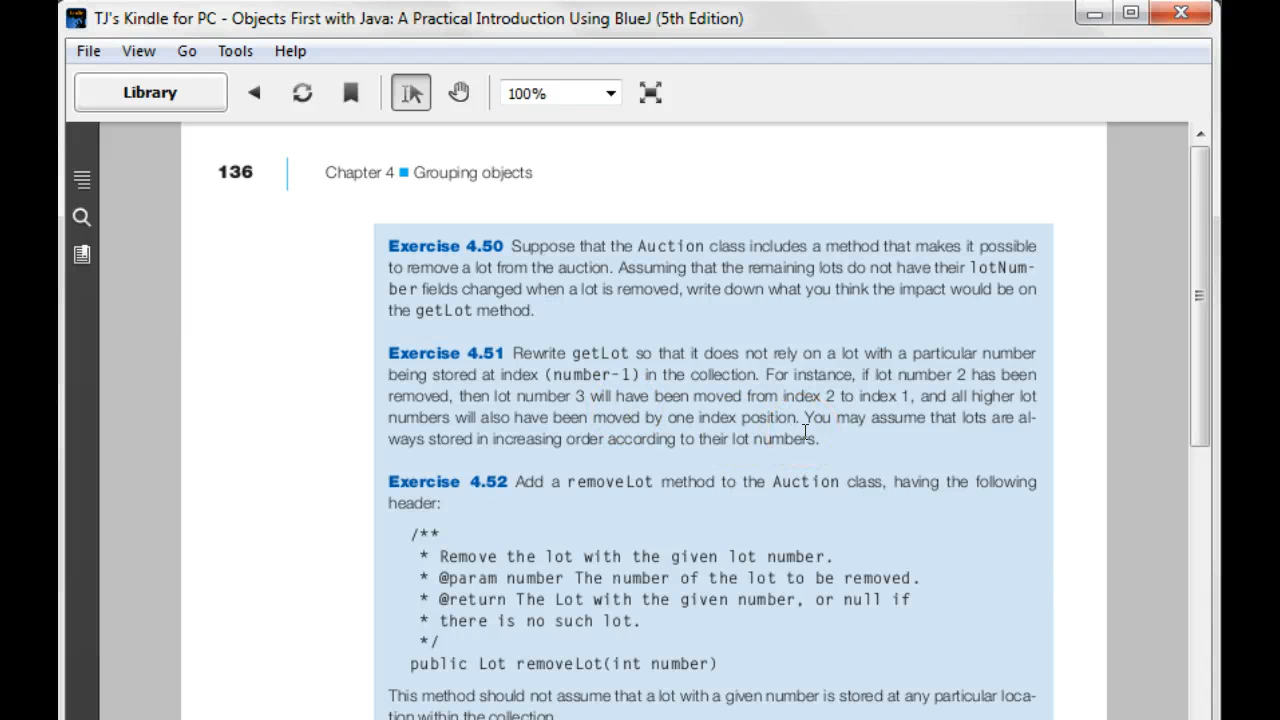 TJ's Kindle for PC - Objects First with Java: A Practical Introduction Using BlueJ (5th Edition)
File View Go Tools Help
Library 100%
136 Chapter 4 ■ Grouping objects
Exercise 4.50 Suppose that the Auction class includes a method that makes it possible
to remove a lot from the auction. Assuming that the remaining lots do not have their lotNum-
ber fields changed when a lot is removed, write down what you think the impact would be on
the getLot method.
Exercise 4.51 Rewrite getLot so that it does not rely on a lot with a particular number
being stored at index (number-1) in the collection. For instance, if lot number 2 has been
removed, then lot number 3 will have been moved from index 2 to index 1, and all higher lot
numbers will also have been moved by one index position. You may assume that lots are al-
ways stored in increasing order according to their lot numbers.
Exercise 4.52 Add a removeLot method to the Auction class, having the following
header:
/**
* Remove the lot with the given lot number.
* @param number The number of the lot to be removed.
* @return The Lot with the given number, or null if
* there is no such lot.
*/
public Lot removeLot(int number)
This method should not assume that a lot with a given number is stored at any particular loca-
tion within the collection.